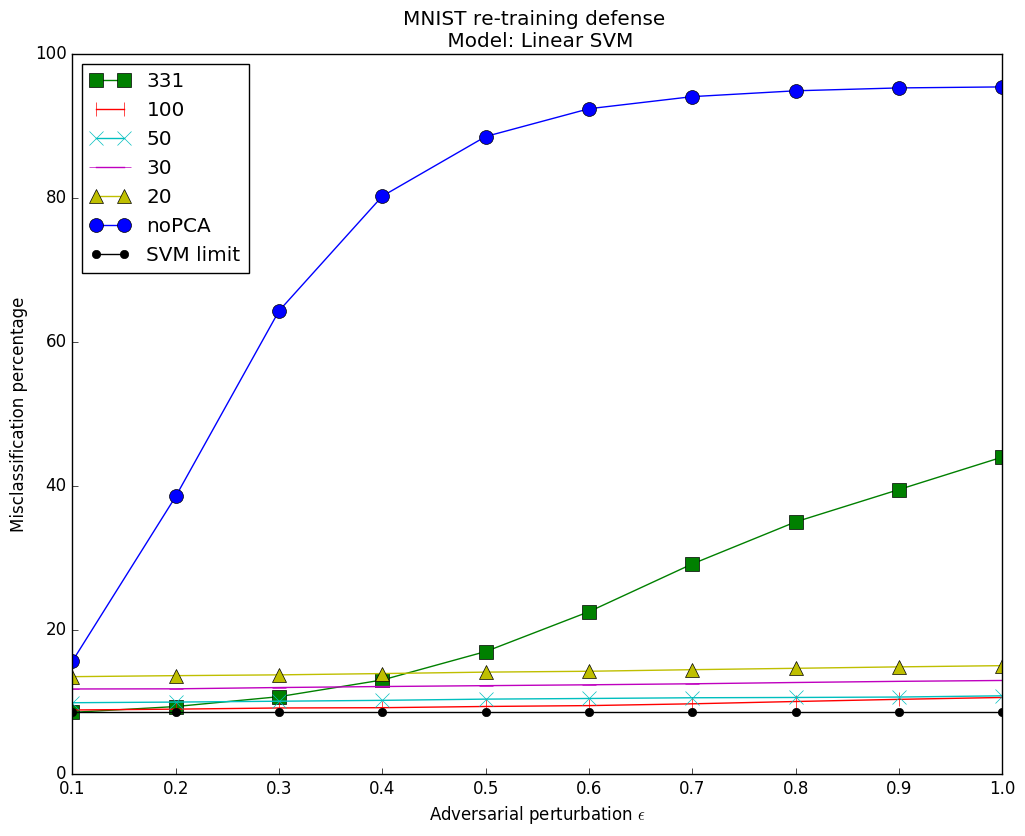 MNIST re-training defense
Model: Linear SVM
100
80
60
40
20
0
Misclassification percentage
331
100
50
30
20
noPCA
SVM limit
0.1 0.2 0.3 0.4 0.5 0.6 0.7 0.8 0.9 1.0
Adversarial perturbation ϵ